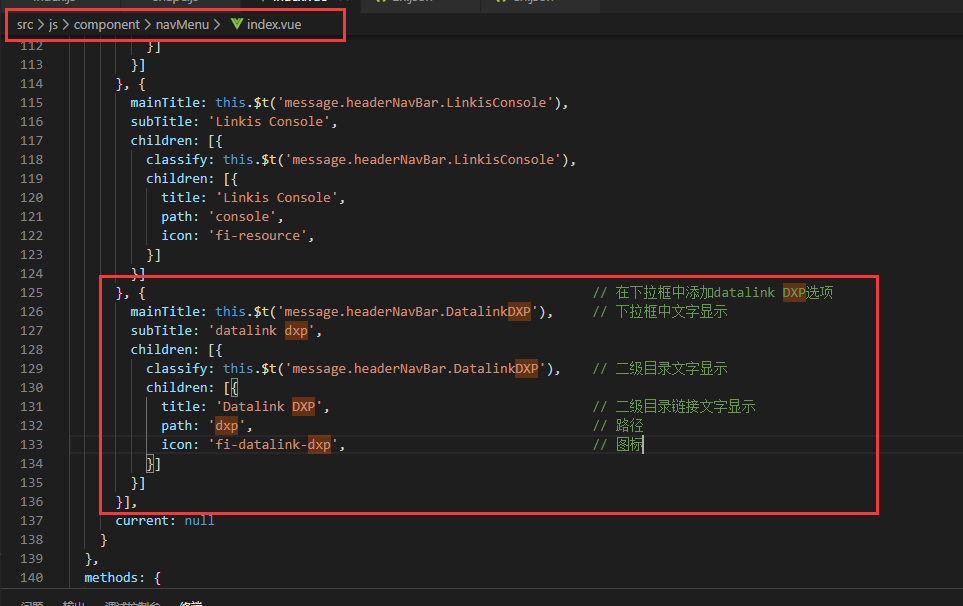 src > js > component > navMenu > index.vue
112 }]
113 }]
114 }, {
115 mainTitle: this.$t('message.headerNavBar.LinkisConsole'),
116 subTitle: 'Linkis Console',
117 children: [{
118 classify: this.$t('message.headerNavBar.LinkisConsole'),
119 children: [{
120 title: 'Linkis Console',
121 path: 'console',
122 icon: 'fi-resource',
123 }]
124 }]
125 }, { // 在下拉框中添加datalink DXP选项
126 mainTitle: this.$t('message.headerNavBar.DatalinkDXP'), // 下拉框中文字显示
127 subTitle: 'datalink dxp',
128 children: [{
129 classify: this.$t('message.headerNavBar.DatalinkDXP'), // 二级目录文字显示
130 children: [{
131 title: 'Datalink DXP', // 二级目录链接文字显示
132 path: 'dxp', // 路径
133 icon: 'fi-datalink-dxp', // 图标
134 }]
135 }]
136 }],
137 current: null
138 }
139 },
140 methods: {